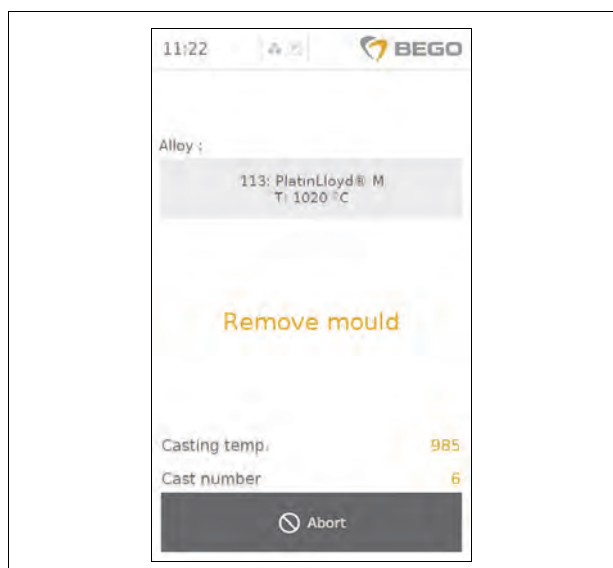 11:22
BEGO
Alloy :
113: PlatinLloyd® M
T: 1020 °C
Remove mould
Casting temp.
985
Cast number
6
Abort